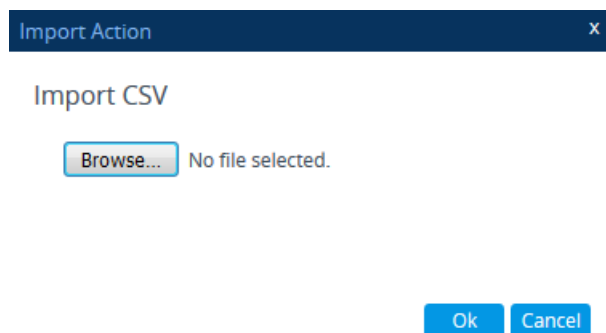 Import Action x
Import CSV
Browse... No file selected.
Ok Cancel